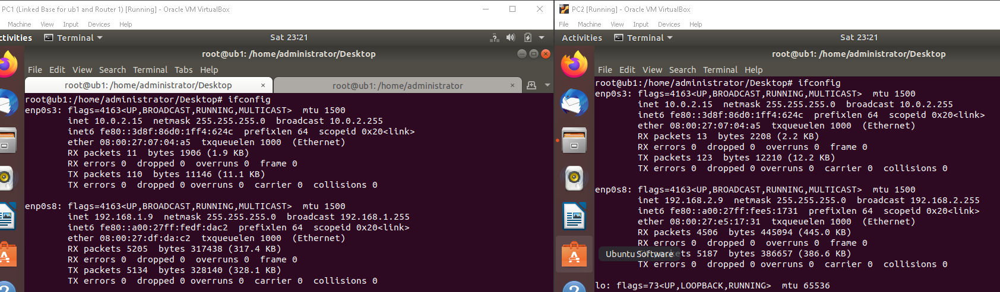 PC1 (Linked Base for ub1 and Router 1) [Running] - Oracle VM VirtualBox
Machine View Input Devices Help
ctivities Terminal Sat 23:21
root@ub1: /home/administrator/Desktop
File Edit View Search Terminal Tabs Help
root@ub1: /home/administrator/Desktop × root@ub1: /home/administrator ×
root@ub1:/home/administrator/Desktop# ifconfig
enp0s3: flags=4163<UP,BROADCAST,RUNNING,MULTICAST>  mtu 1500
        inet 10.0.2.15  netmask 255.255.255.0  broadcast 10.0.2.255
        inet6 fe80::3d8f:86d0:1ff4:624c  prefixlen 64  scopeid 0x20<link>
        ether 08:00:27:07:04:a5  txqueuelen 1000  (Ethernet)
        RX packets 11  bytes 1906 (1.9 KB)
        RX errors 0  dropped 0  overruns 0  frame 0
        TX packets 110  bytes 11146 (11.1 KB)
        TX errors 0  dropped 0 overruns 0  carrier 0  collisions 0
enp0s8: flags=4163<UP,BROADCAST,RUNNING,MULTICAST>  mtu 1500
        inet 192.168.1.9  netmask 255.255.255.0  broadcast 192.168.1.255
        inet6 fe80::a00:27ff:fedf:dac2  prefixlen 64  scopeid 0x20<link>
        ether 08:00:27:df:da:c2  txqueuelen 1000  (Ethernet)
        RX packets 5205  bytes 317438 (317.4 KB)
        RX errors 0  dropped 0  overruns 0  frame 0
        TX packets 5134  bytes 328140 (328.1 KB)
        TX errors 0  dropped 0 overruns 0  carrier 0  collisions 0
PC2 [Running] - Oracle VM VirtualBox
File Machine View Input Devices Help
Activities Terminal Sat 23:21
root@ub1: /home/administrator/Desktop
File Edit View Search Terminal Help
root@ub1:/home/administrator/Desktop# ifconfig
enp0s3: flags=4163<UP,BROADCAST,RUNNING,MULTICAST>  mtu 1500
        inet 10.0.2.15  netmask 255.255.255.0  broadcast 10.0.2.255
        inet6 fe80::3d8f:86d0:1ff4:624c  prefixlen 64  scopeid 0x20<link>
        ether 08:00:27:07:04:a5  txqueuelen 1000  (Ethernet)
        RX packets 13  bytes 2208 (2.2 KB)
        RX errors 0  dropped 0  overruns 0  frame 0
        TX packets 123  bytes 12210 (12.2 KB)
        TX errors 0  dropped 0 overruns 0  carrier 0  collisions 0
enp0s8: flags=4163<UP,BROADCAST,RUNNING,MULTICAST>  mtu 1500
        inet 192.168.2.9  netmask 255.255.255.0  broadcast 192.168.2.255
        inet6 fe80::a00:27ff:fee5:1731  prefixlen 64  scopeid 0x20<link>
        ether 08:00:27:e5:17:31  txqueuelen 1000  (Ethernet)
        RX packets 4506  bytes 445094 (445.0 KB)
        RX errors 0  dropped 0  overruns 0  frame 0
Ubuntu Software
        5187  bytes 386657 (386.6 KB)
        TX errors 0  dropped 0 overruns 0  carrier 0  collisions 0
lo: flags=73<UP,LOOPBACK,RUNNING>  mtu 65536